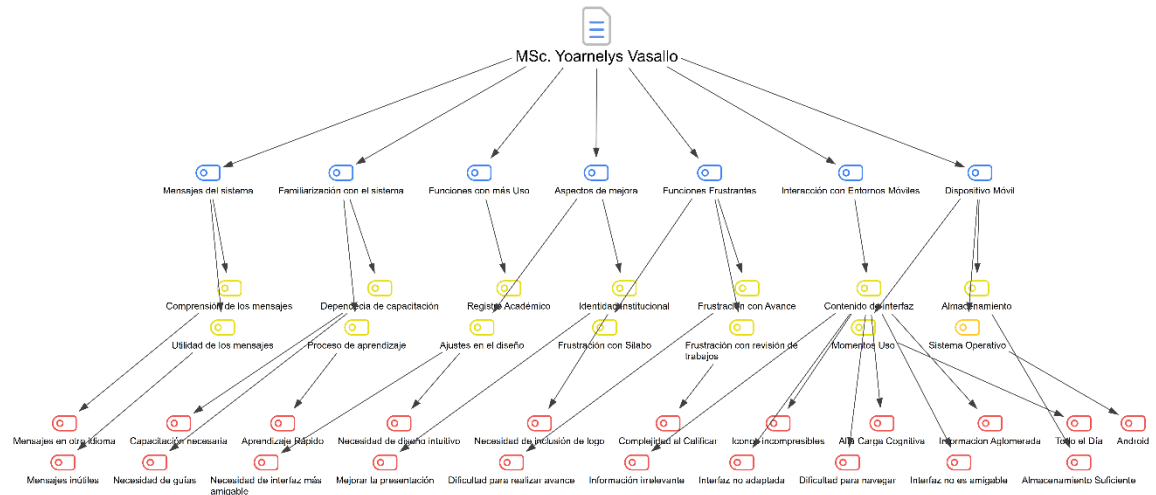 MSc. Yoarnelys Vasallo
Mensajes del sistema
Familiarización con el sistema
Funciones con más Uso
Aspectos de mejora
Funciones Frustrantes
Interacción con Entornos Móviles
Dispositivo Móvil
Comprensión de los mensajes
Dependencia de capacitación
Registro Académico
Identidad Institucional
Frustración con Avance
Contenido de interfaz
Almacenamiento
Utilidad de los mensajes
Proceso de aprendizaje
Ajustes en el diseño
Frustración con Silabo
Frustración con revisión de
trabajos
Momentos Uso
Sistema Operativo
Mensajes en otro idioma
Capacitación necesaria
Aprendizaje Rápido
Necesidad de diseño intuitivo
Necesidad de inclusión de logo
Complejidad al Calificar
Iconos incompresibles
Alta Carga Cognitiva
Informacion Aglomerada
Todo el Día
Android
Mensajes inútiles
Necesidad de guías
Necesidad de interfaz más
amigable
Mejorar la presentación
Dificultad para realizar avance
Información irrelevante
Interfaz no adaptada
Dificultad para navegar
Interfaz no es amigable
Almacenamiento Suficiente